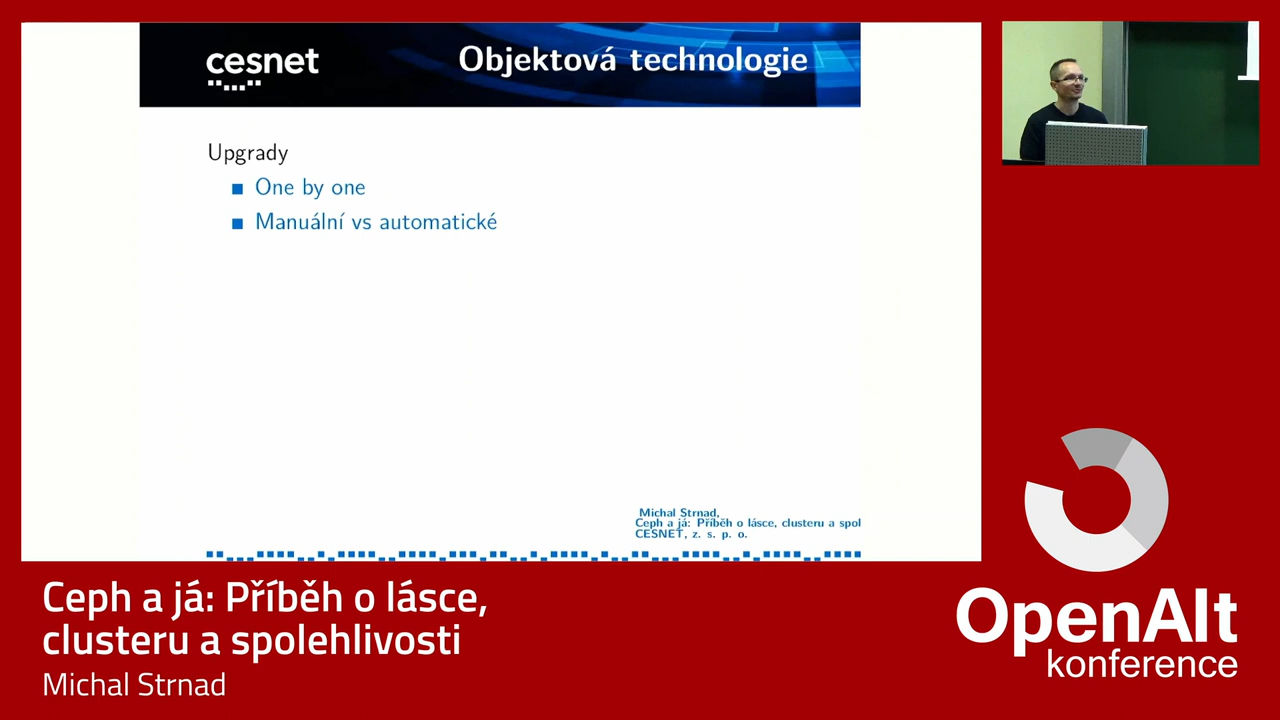 cesnet
Objektová technologie
Upgrady
One by one
Manuální vs automatické
Michal Strnad,
Ceph a já: Příběh o lásce, clusteru a spol
CESNET, z. s. p. o.
Ceph a já: Příběh o lásce,
clusteru a spolehlivosti
Michal Strnad
OpenAlt
konference